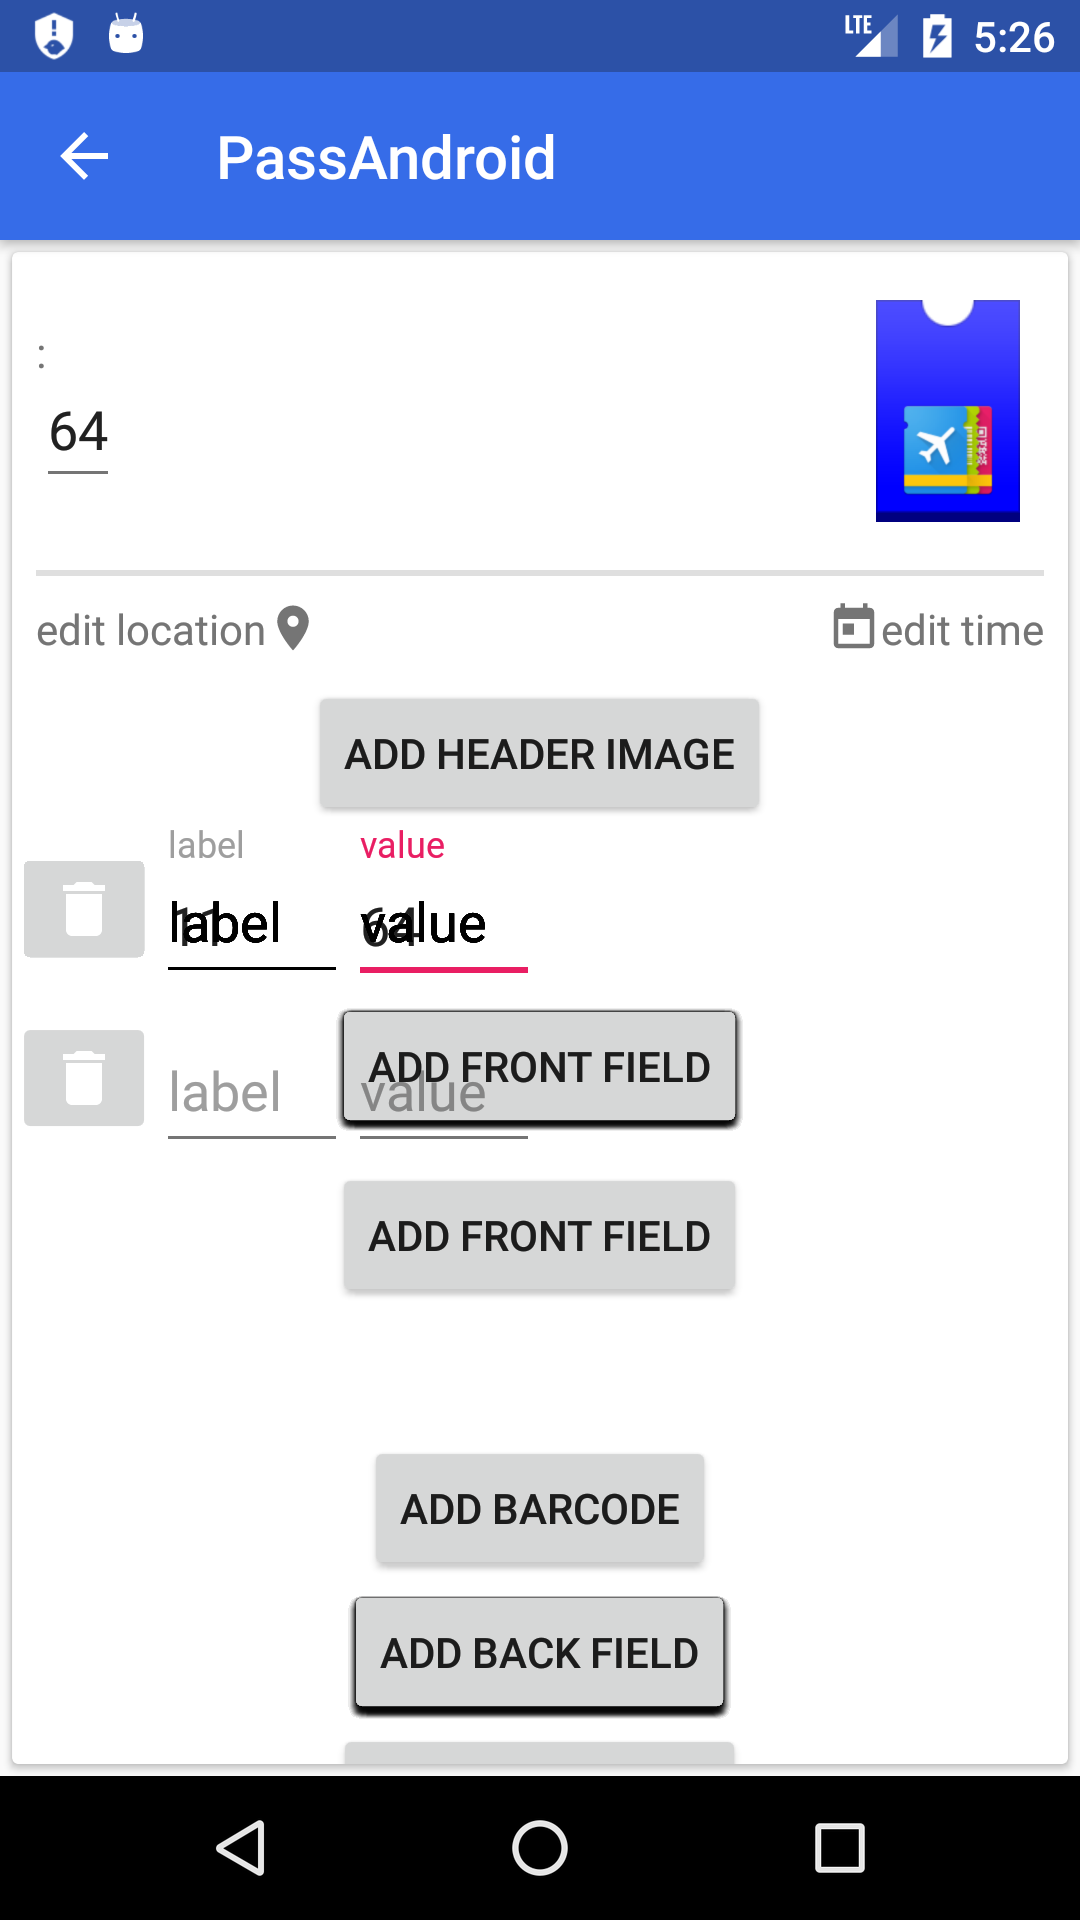 LTE 5:26
PassAndroid
:
64
edit location edit time
ADD HEADER IMAGE
label value
label value
ADD FRONT FIELD
label value
ADD FRONT FIELD
ADD BARCODE
ADD BACK FIELD